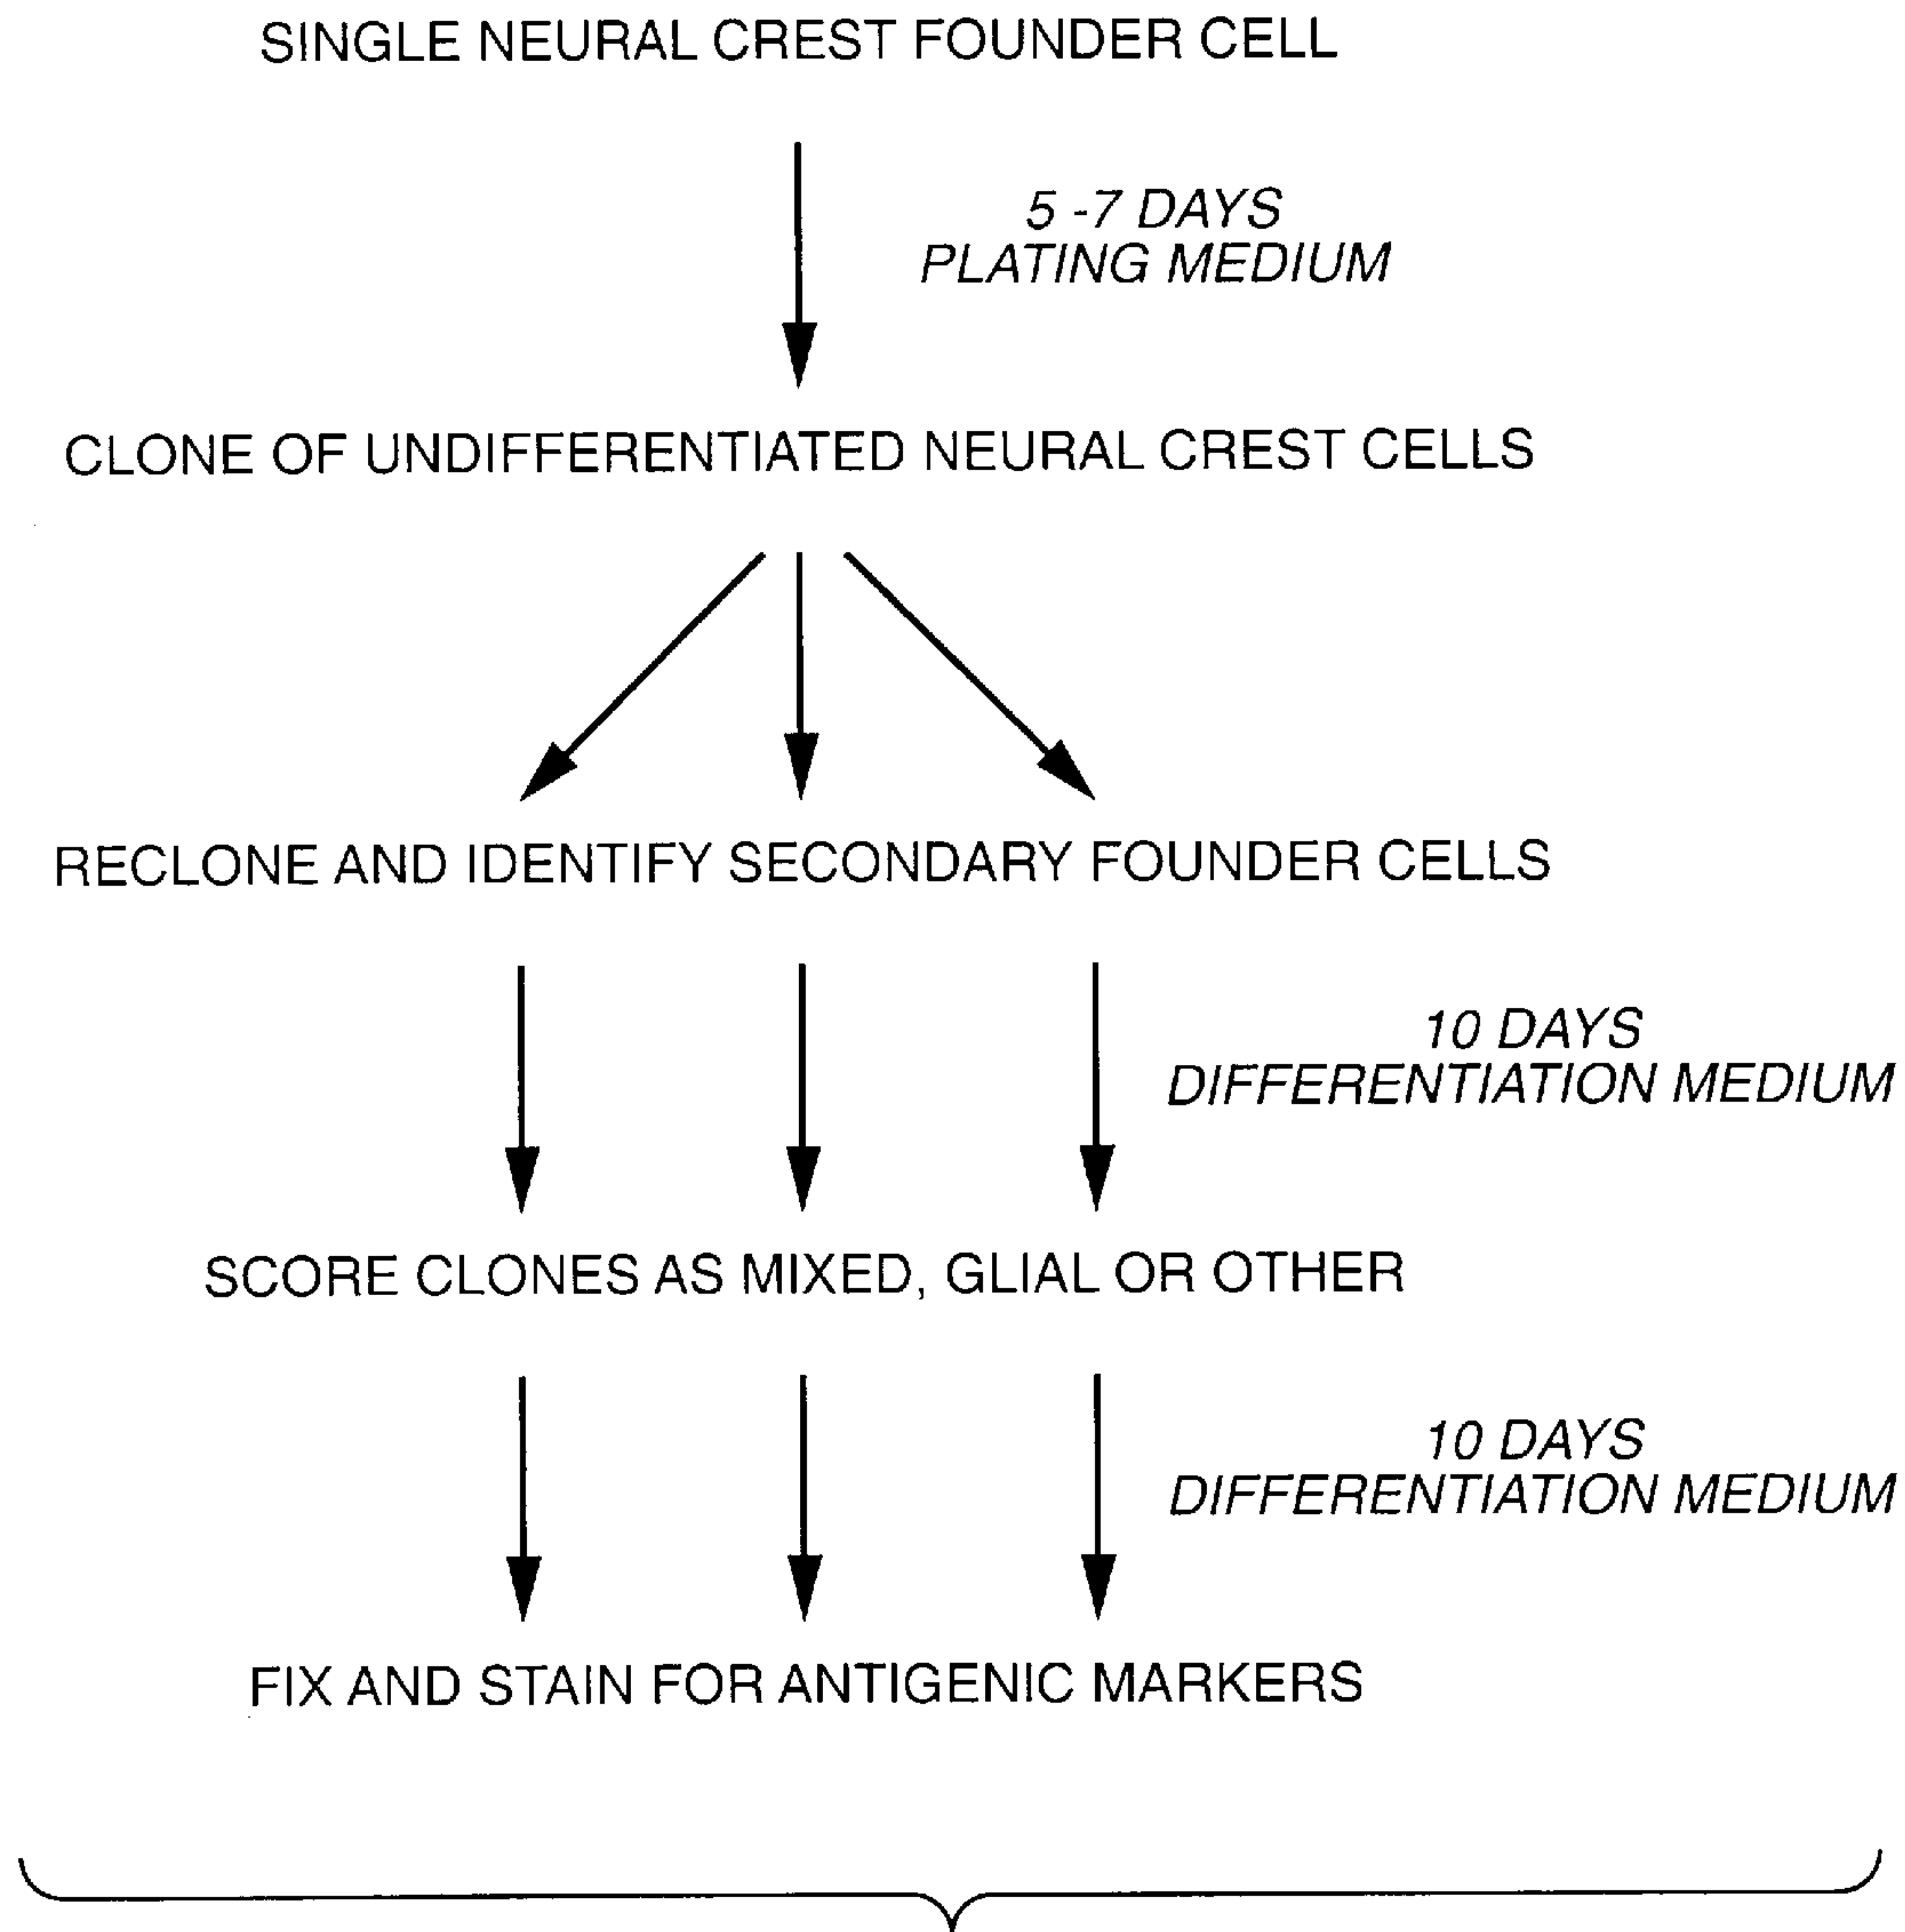 SINGLE NEURAL CREST FOUNDER CELL
5 -7 DAYS
PLATING MEDIUM
CLONE OF UNDIFFERENTIATED NEURAL CREST CELLS
RECLONE AND IDENTIFY SECONDARY FOUNDER CELLS
10 DAYS
DIFFERENTIATION MEDIUM
SCORE CLONES AS MIXED, GLIAL OR OTHER
10 DAYS
DIFFERENTIATION MEDIUM
FIX AND STAIN FOR ANTIGENIC MARKERS